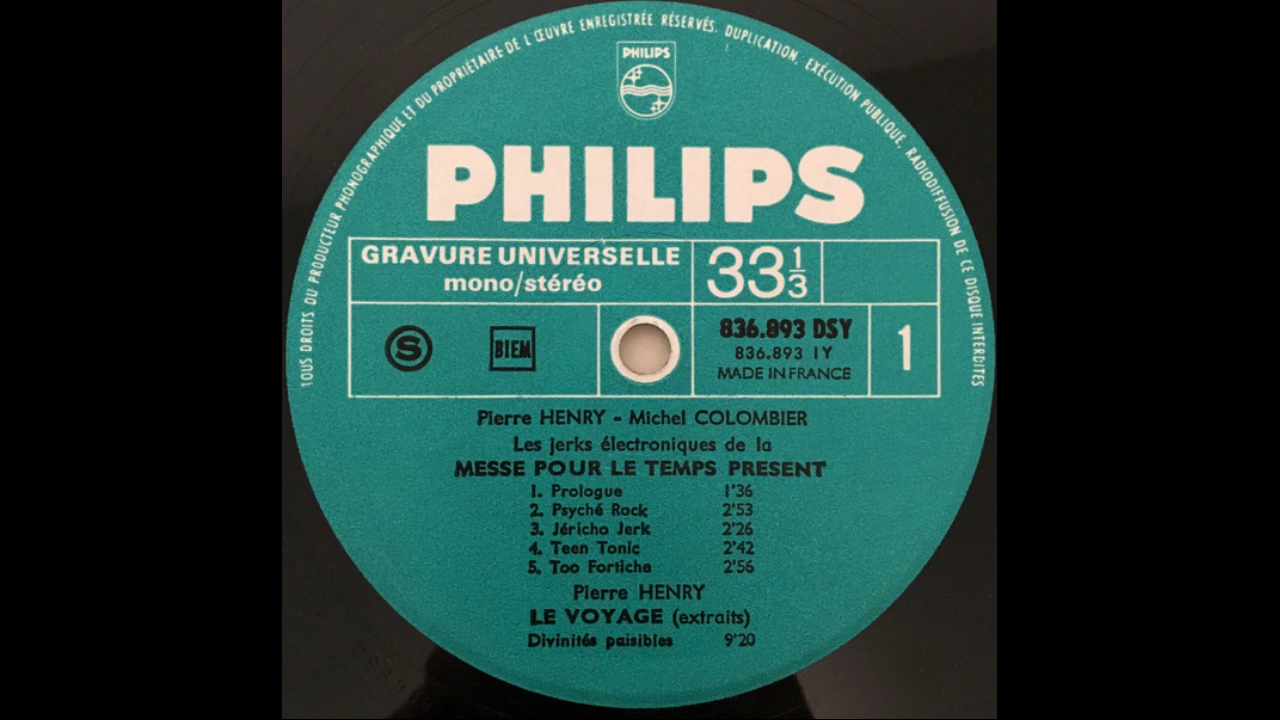 TOUS DROITS DU PRODUCTEUR PHONOGRAPHIQUE ET DU PROPRIÉTAIRE DE L'ŒUVRE ENREGISTRÉE RÉSERVÉS. DUPLICATION, EXÉCUTION PUBLIQUE, RADIODIFFUSION DE CE DISQUE INTERDITES
PHILIPS
PHILIPS
GRAVURE UNIVERSELLE
mono/stéréo
33 1/3
S
BIEM
836.893 DSY
836.893 1Y
MADE IN FRANCE
1
Pierre HENRY - Michel COLOMBIER
Les jerks électroniques de la
MESSE POUR LE TEMPS PRESENT
1. Prologue 1'36
2. Psyché Rock 2'53
3. Jéricho Jerk 2'26
4. Teen Tonic 2'42
5. Too Fortiche 2'56
Pierre HENRY
LE VOYAGE (extraits)
Divinités paisibles 9'20